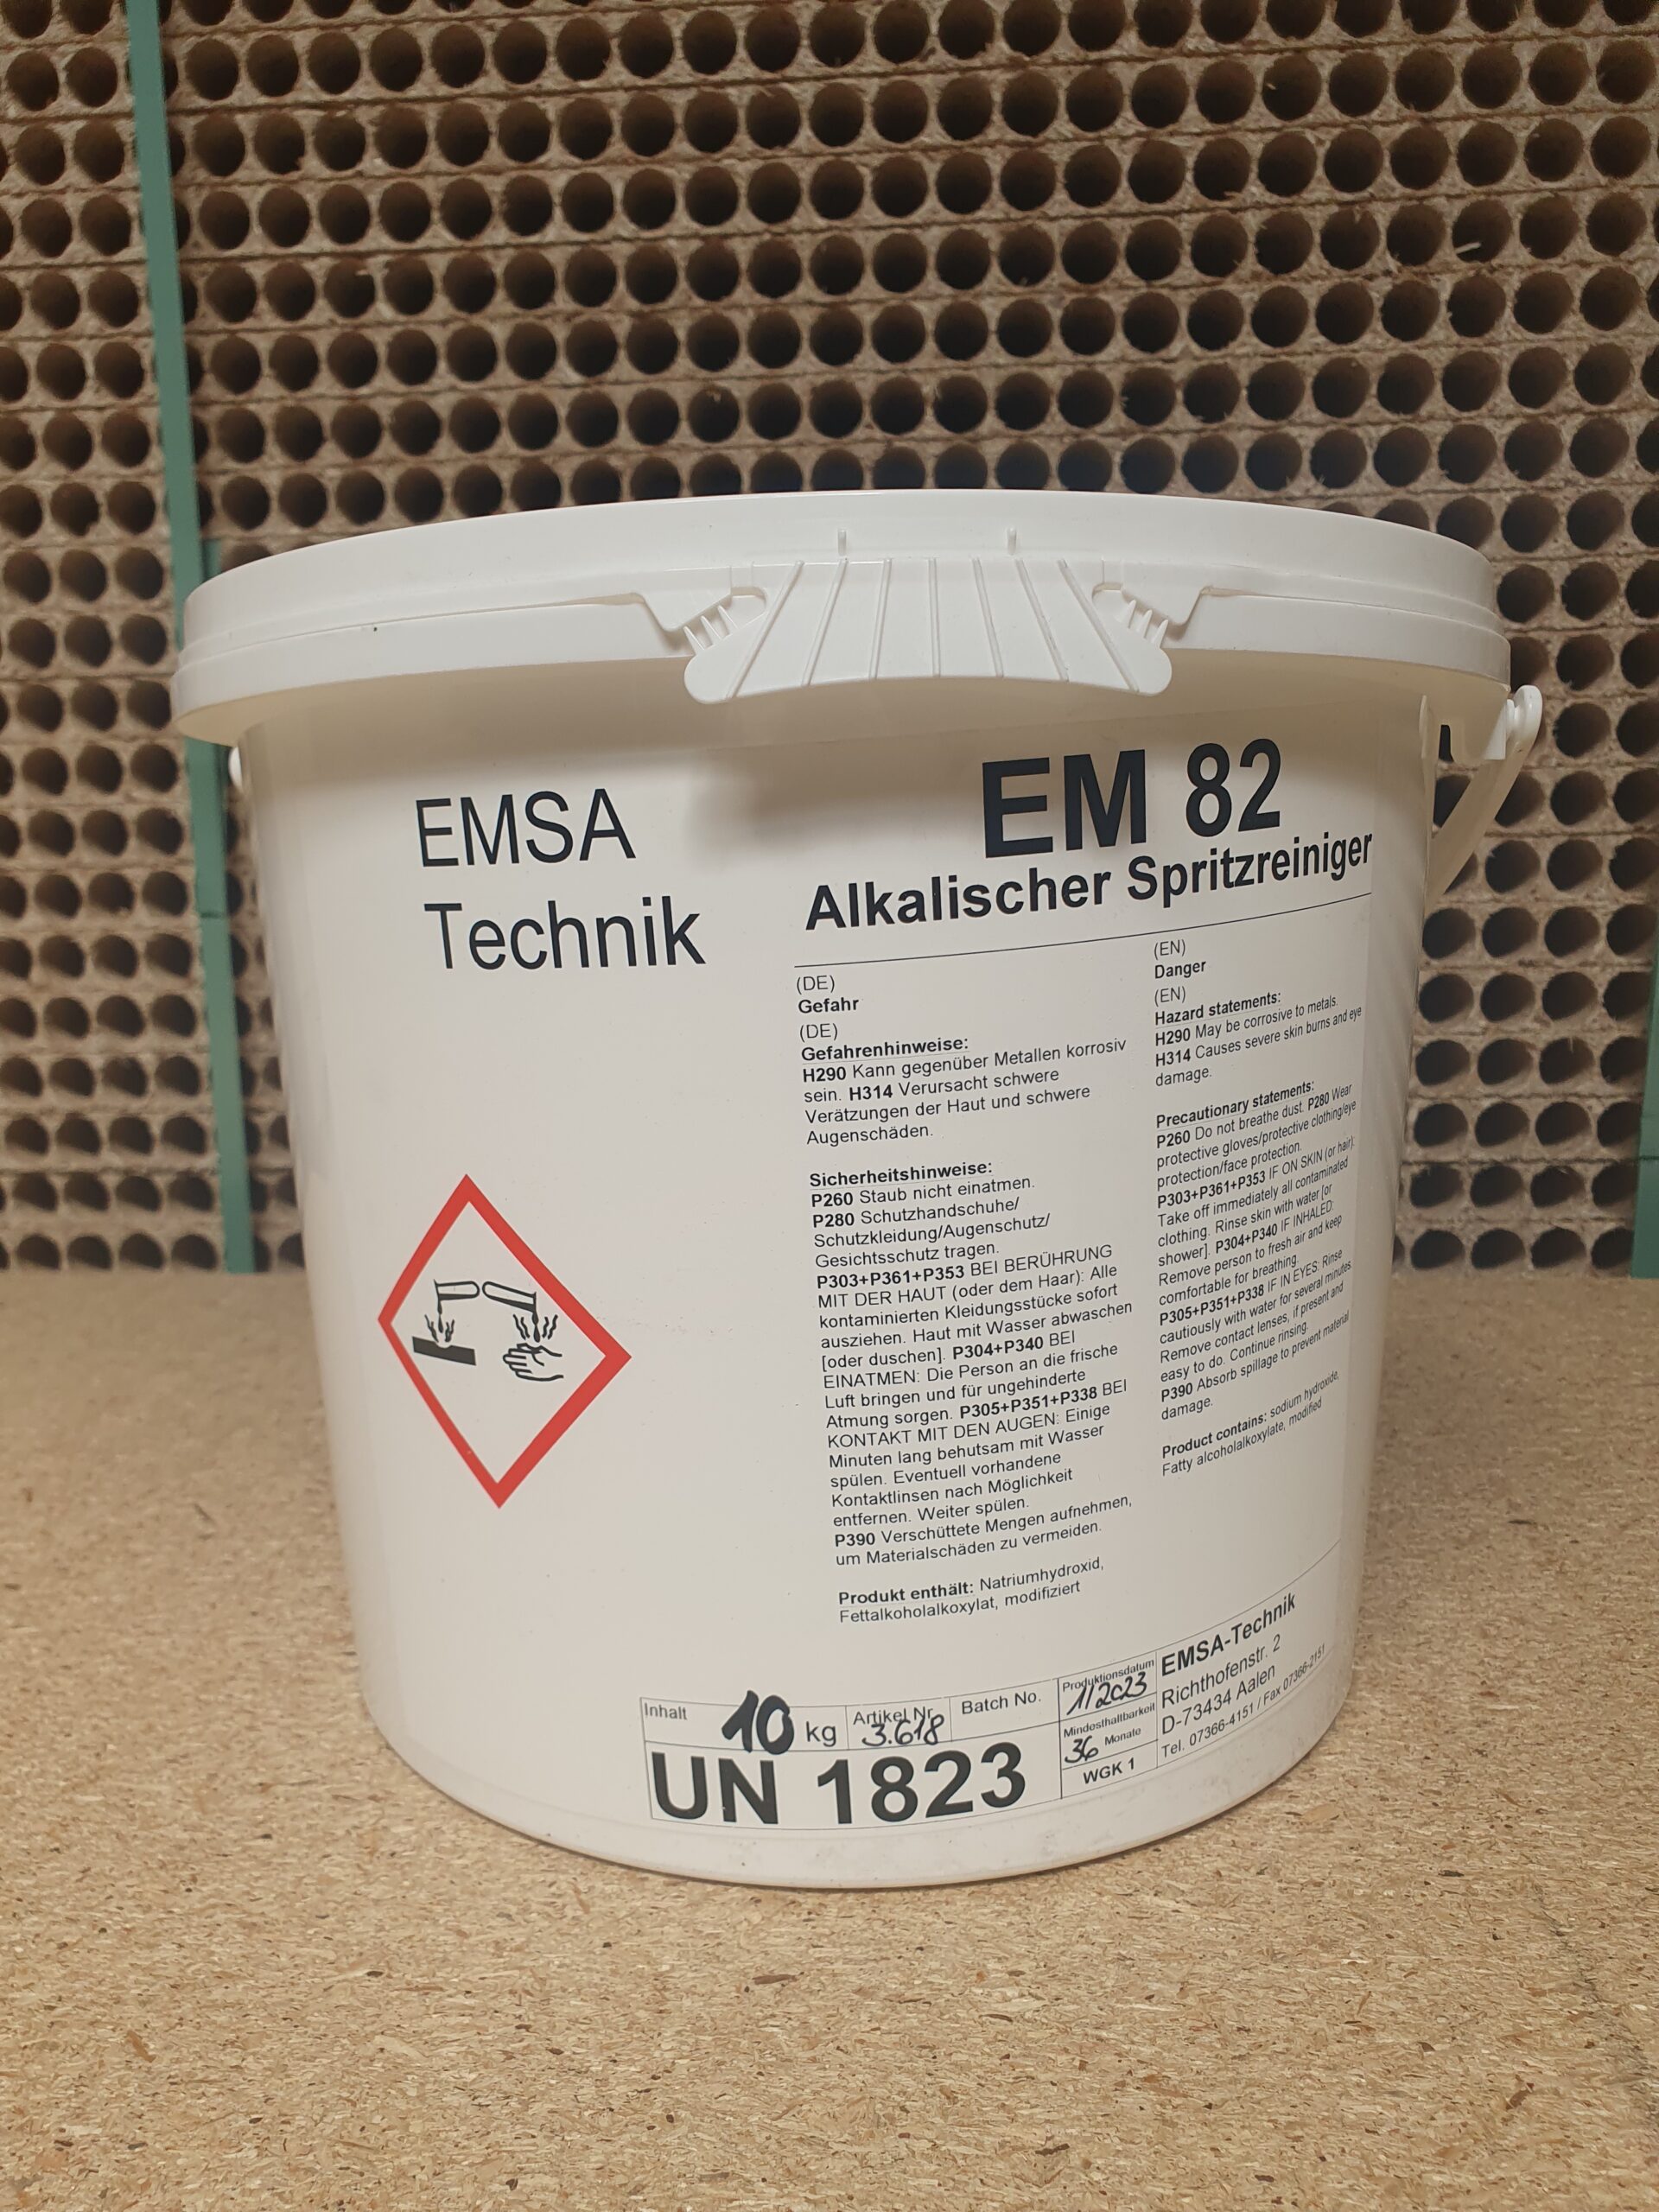 EMSA
Technik
EM 82
Alkalischer Spritzreiniger
(DE)
Gefahr
(DE)
Gefahrenhinweise:
H290 Kann gegenüber Metallen korrosiv
sein. H314 Verursacht schwere
Verätzungen der Haut und schwere
Augenschäden.
Sicherheitshinweise:
P260 Staub nicht einatmen.
P280 Schutzhandschuhe/
Schutzkleidung/Augenschutz/
Gesichtsschutz tragen.
P303+P361+P353 BEI BERÜHRUNG
MIT DER HAUT (oder dem Haar): Alle
kontaminierten Kleidungsstücke sofort
ausziehen. Haut mit Wasser abwaschen
[oder duschen]. P304+P340 BEI
EINATMEN: Die Person an die frische
Luft bringen und für ungehinderte
Atmung sorgen. P305+P351+P338 BEI
KONTAKT MIT DEN AUGEN: Einige
Minuten lang behutsam mit Wasser
spülen. Eventuell vorhandene
Kontaktlinsen nach Möglichkeit
entfernen. Weiter spülen.
P390 Verschüttete Mengen aufnehmen,
um Materialschäden zu vermeiden.
Produkt enthält: Natriumhydroxid,
Fettalkoholalkoxylat, modifiziert
(EN)
Danger
(EN)
Hazard statements:
H290 May be corrosive to metals.
H314 Causes severe skin burns and eye
damage.
Precautionary statements:
P260 Do not breathe dust. P280 Wear
protective gloves/protective clothing/eye
protection/face protection.
P303+P361+P353 IF ON SKIN (or hair):
Take off immediately all contaminated
clothing. Rinse skin with water [or
shower]. P304+P340 IF INHALED:
Remove person to fresh air and keep
comfortable for breathing.
P305+P351+P338 IF IN EYES: Rinse
cautiously with water for several minutes.
Remove contact lenses, if present and
easy to do. Continue rinsing.
P390 Absorb spillage to prevent material
damage.
Product contains: sodium hydroxide,
Fatty alcoholalkoxylate, modified
Inhalt 10 kg
Artikel Nr. 3.618
Batch No.
UN 1823
Produktionsdatum
1/2023
Mindesthaltbarkeit
36 Monate
WGK 1
EMSA-Technik
Richthofenstr. 2
D-73434 Aalen
Tel. 07366-4151 / Fax 07366-2151